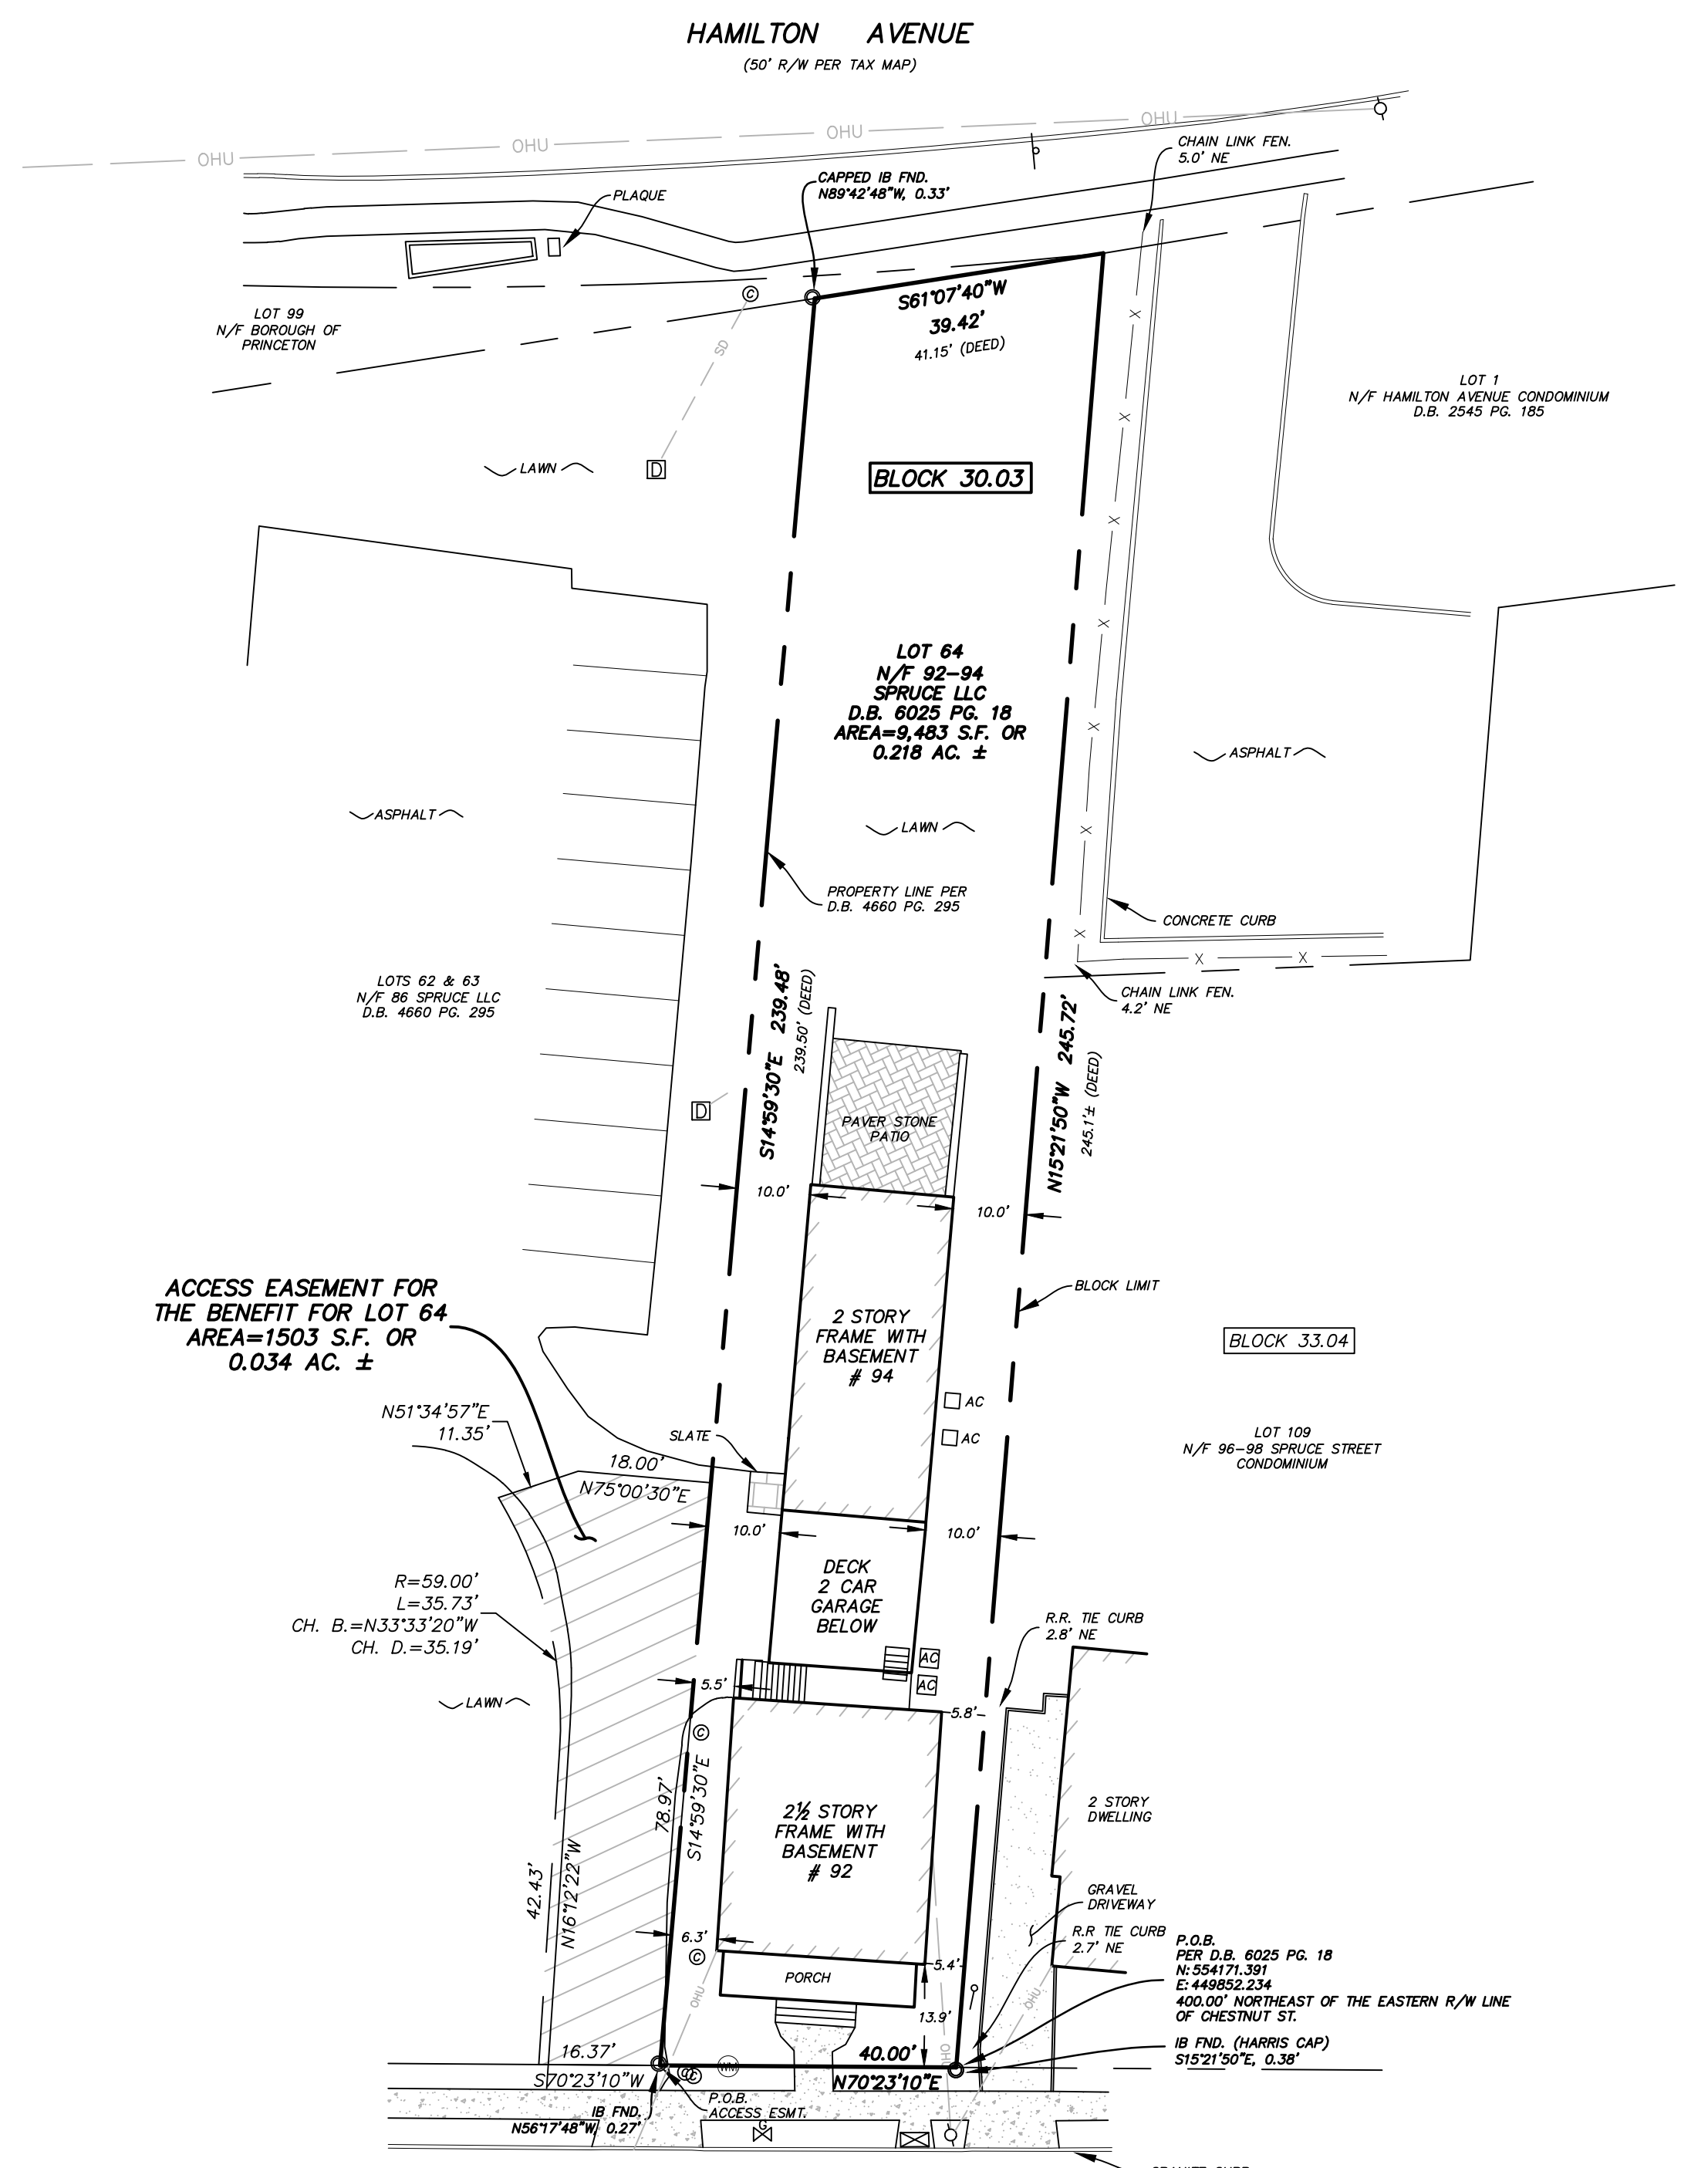 HAMILTON AVENUE
(50' R/W PER TAX MAP)
OHU
OHU
OHU
OHU
CHAIN LINK FEN.
5.0' NE
CAPPED IB FND.
N89°42'48"W, 0.33'
PLAQUE
C
S61°07'40"W
39.42'
41.15' (DEED)
LOT 99
N/F BOROUGH OF
PRINCETON
SD
X
LOT 1
N/F HAMILTON AVENUE CONDOMINIUM
D.B. 2545 PG. 185
X
LAWN
D
BLOCK 30.03
X
X
LOT 64
N/F 92-94
SPRUCE LLC
D.B. 6025 PG. 18
AREA=9,483 S.F. OR
0.218 AC. ±
X
ASPHALT
ASPHALT
LAWN
X
PROPERTY LINE PER
D.B. 4660 PG. 295
CONCRETE CURB
X
X
X
LOTS 62 & 63
N/F 86 SPRUCE LLC
D.B. 4660 PG. 295
CHAIN LINK FEN.
4.2' NE
S14°59'30"E 239.48'
239.50' (DEED)
N15°21'50"W 245.72'
245.1'± (DEED)
D
PAVER STONE
PATIO
10.0'
10.0'
ACCESS EASEMENT FOR
THE BENEFIT FOR LOT 64
AREA=1503 S.F. OR
0.034 AC. ±
BLOCK LIMIT
2 STORY
FRAME WITH
BASEMENT
# 94
BLOCK 33.04
AC
AC
N51°34'57"E
11.35'
SLATE
LOT 109
N/F 96-98 SPRUCE STREET
CONDOMINIUM
18.00'
N75°00'30"E
10.0'
10.0'
DECK
2 CAR
GARAGE
BELOW
R=59.00'
L=35.73'
CH. B.=N33°33'20"W
CH. D.=35.19'
R.R. TIE CURB
2.8' NE
AC
AC
5.5'
LAWN
5.8'
C
78.97'
S14°59'30"E
2½ STORY
FRAME WITH
BASEMENT
# 92
2 STORY
DWELLING
42.43'
N16°12'22"W
GRAVEL
DRIVEWAY
R.R TIE CURB
2.7' NE
6.3'
C
5.4'
PORCH
OHU
OHU
13.9'
P.O.B.
PER D.B. 6025 PG. 18
N: 554171.391
E: 449852.234
400.00' NORTHEAST OF THE EASTERN R/W LINE
OF CHESTNUT ST.
IB FND. (HARRIS CAP)
S15°21'50"E, 0.38'
16.37'
S70°23'10"W
WM
OHU
40.00'
N70°23'10"E
C
C
P.O.B.
ACCESS ESMT.
IB FND.
N56°17'48"W, 0.27'
G